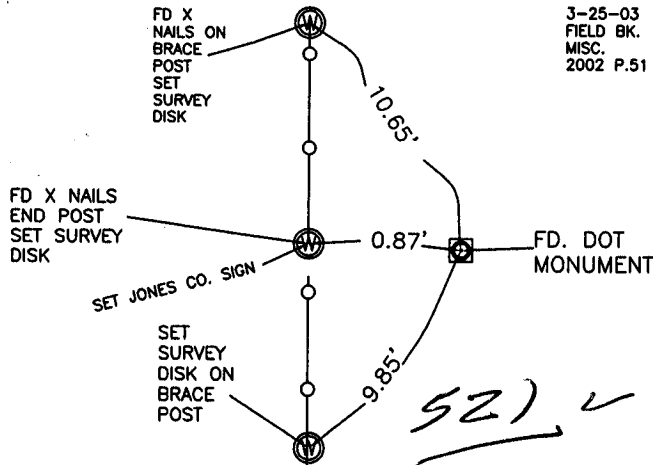 FD X
NAILS ON
BRACE
POST
SET
SURVEY
DISK
3-25-03
FIELD BK.
MISC.
2002 P.51
10.65'
FD X NAILS
END POST
SET SURVEY
DISK
W
W
0.87'
FD. DOT
MONUMENT
SET JONES CO. SIGN
SET
SURVEY
DISK ON
BRACE
POST
W
9.85'